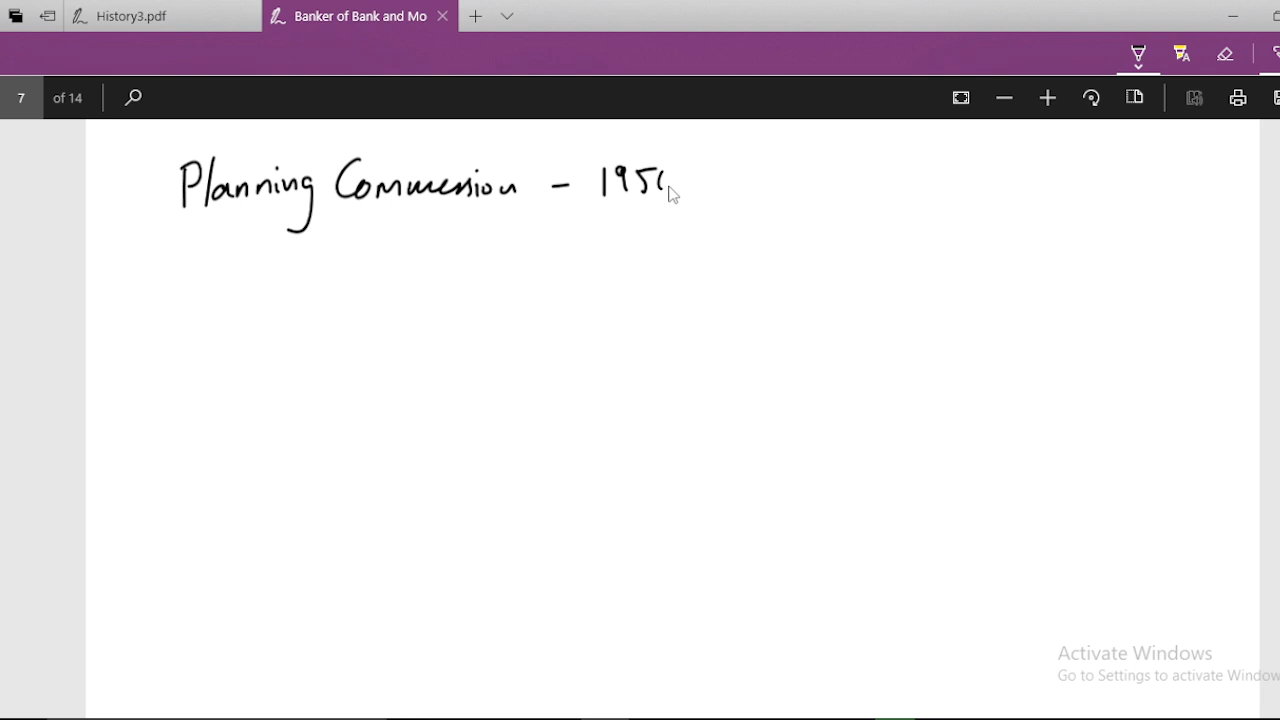 History3.pdf
Banker of Bank and Mo
7 of 14
Planning Commession - 195
Activate Windows
Go to Settings to activate Window